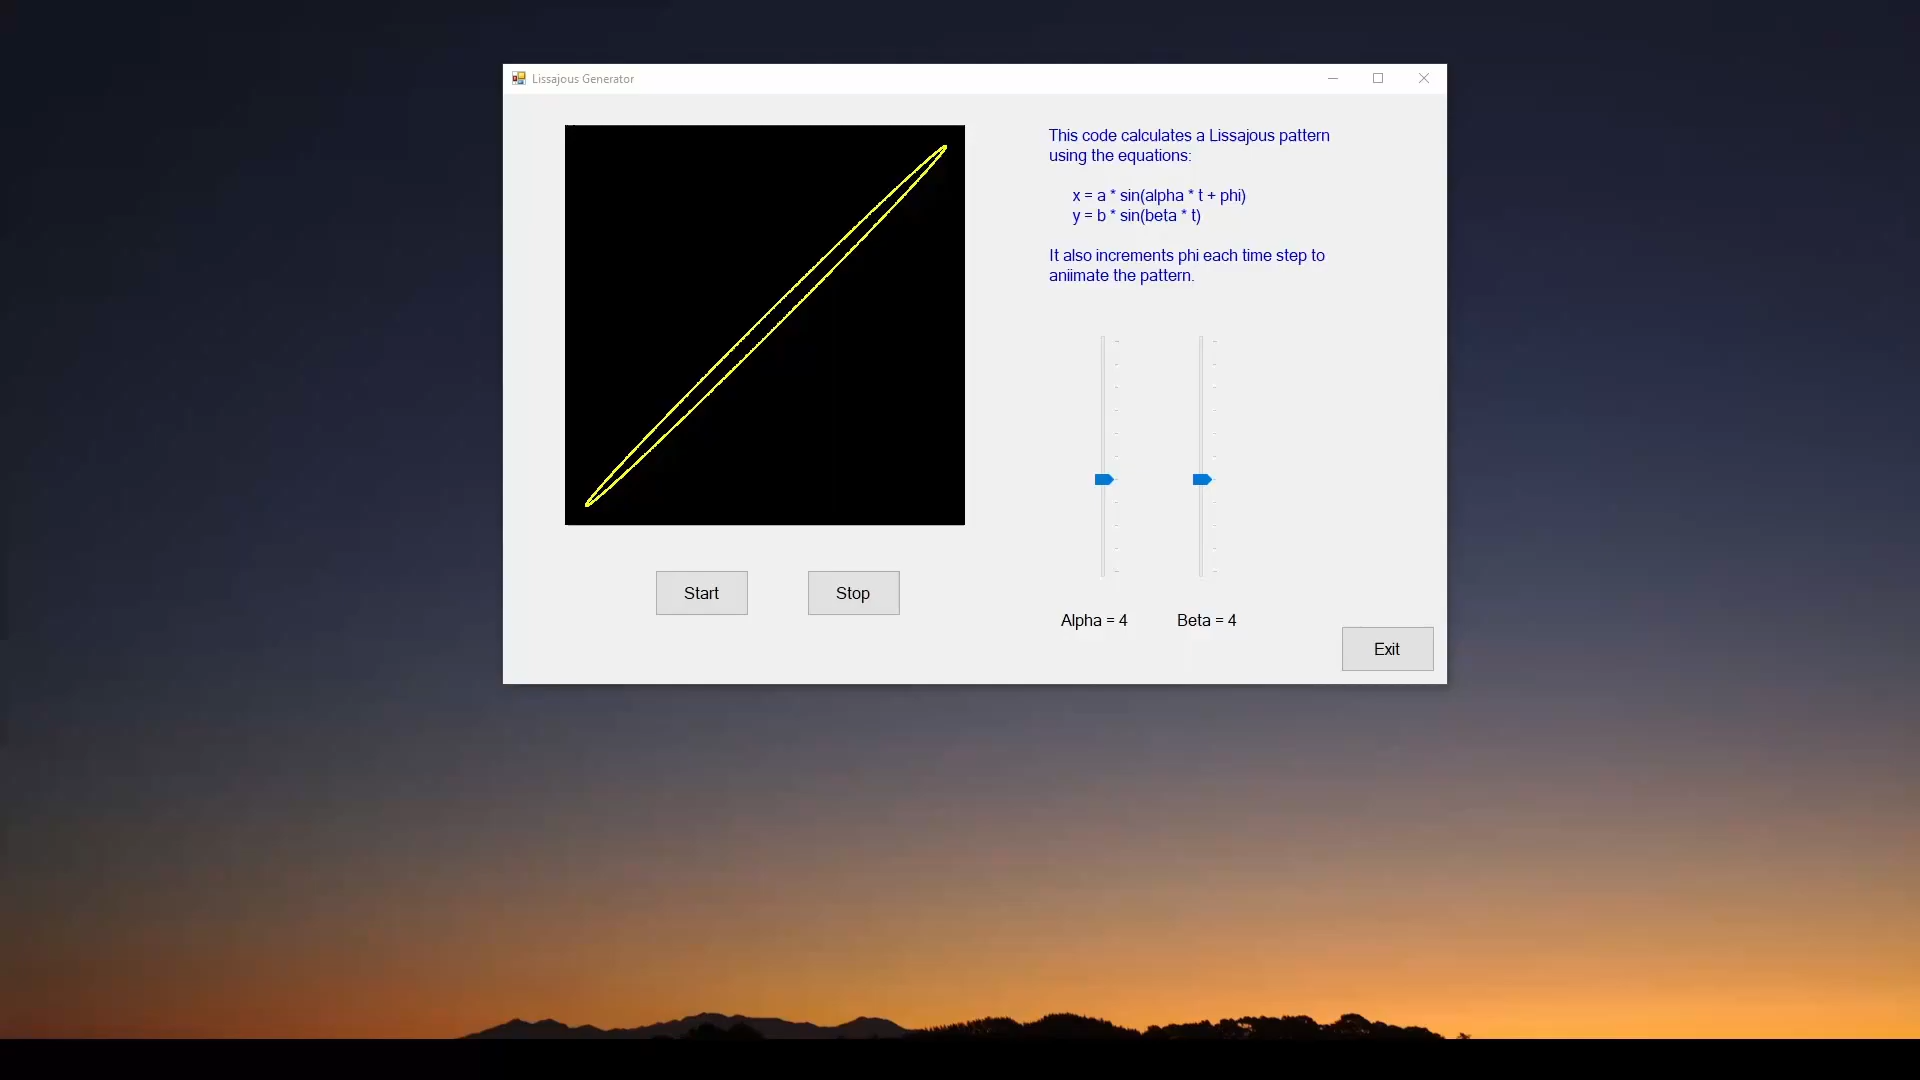 Lissajous Generator
This code calculates a Lissajous pattern
using the equations:
x = a * sin(alpha * t + phi)
y = b * sin(beta * t)
It also increments phi each time step to
aniimate the pattern.
Start
Stop
Alpha = 4
Beta = 4
Exit